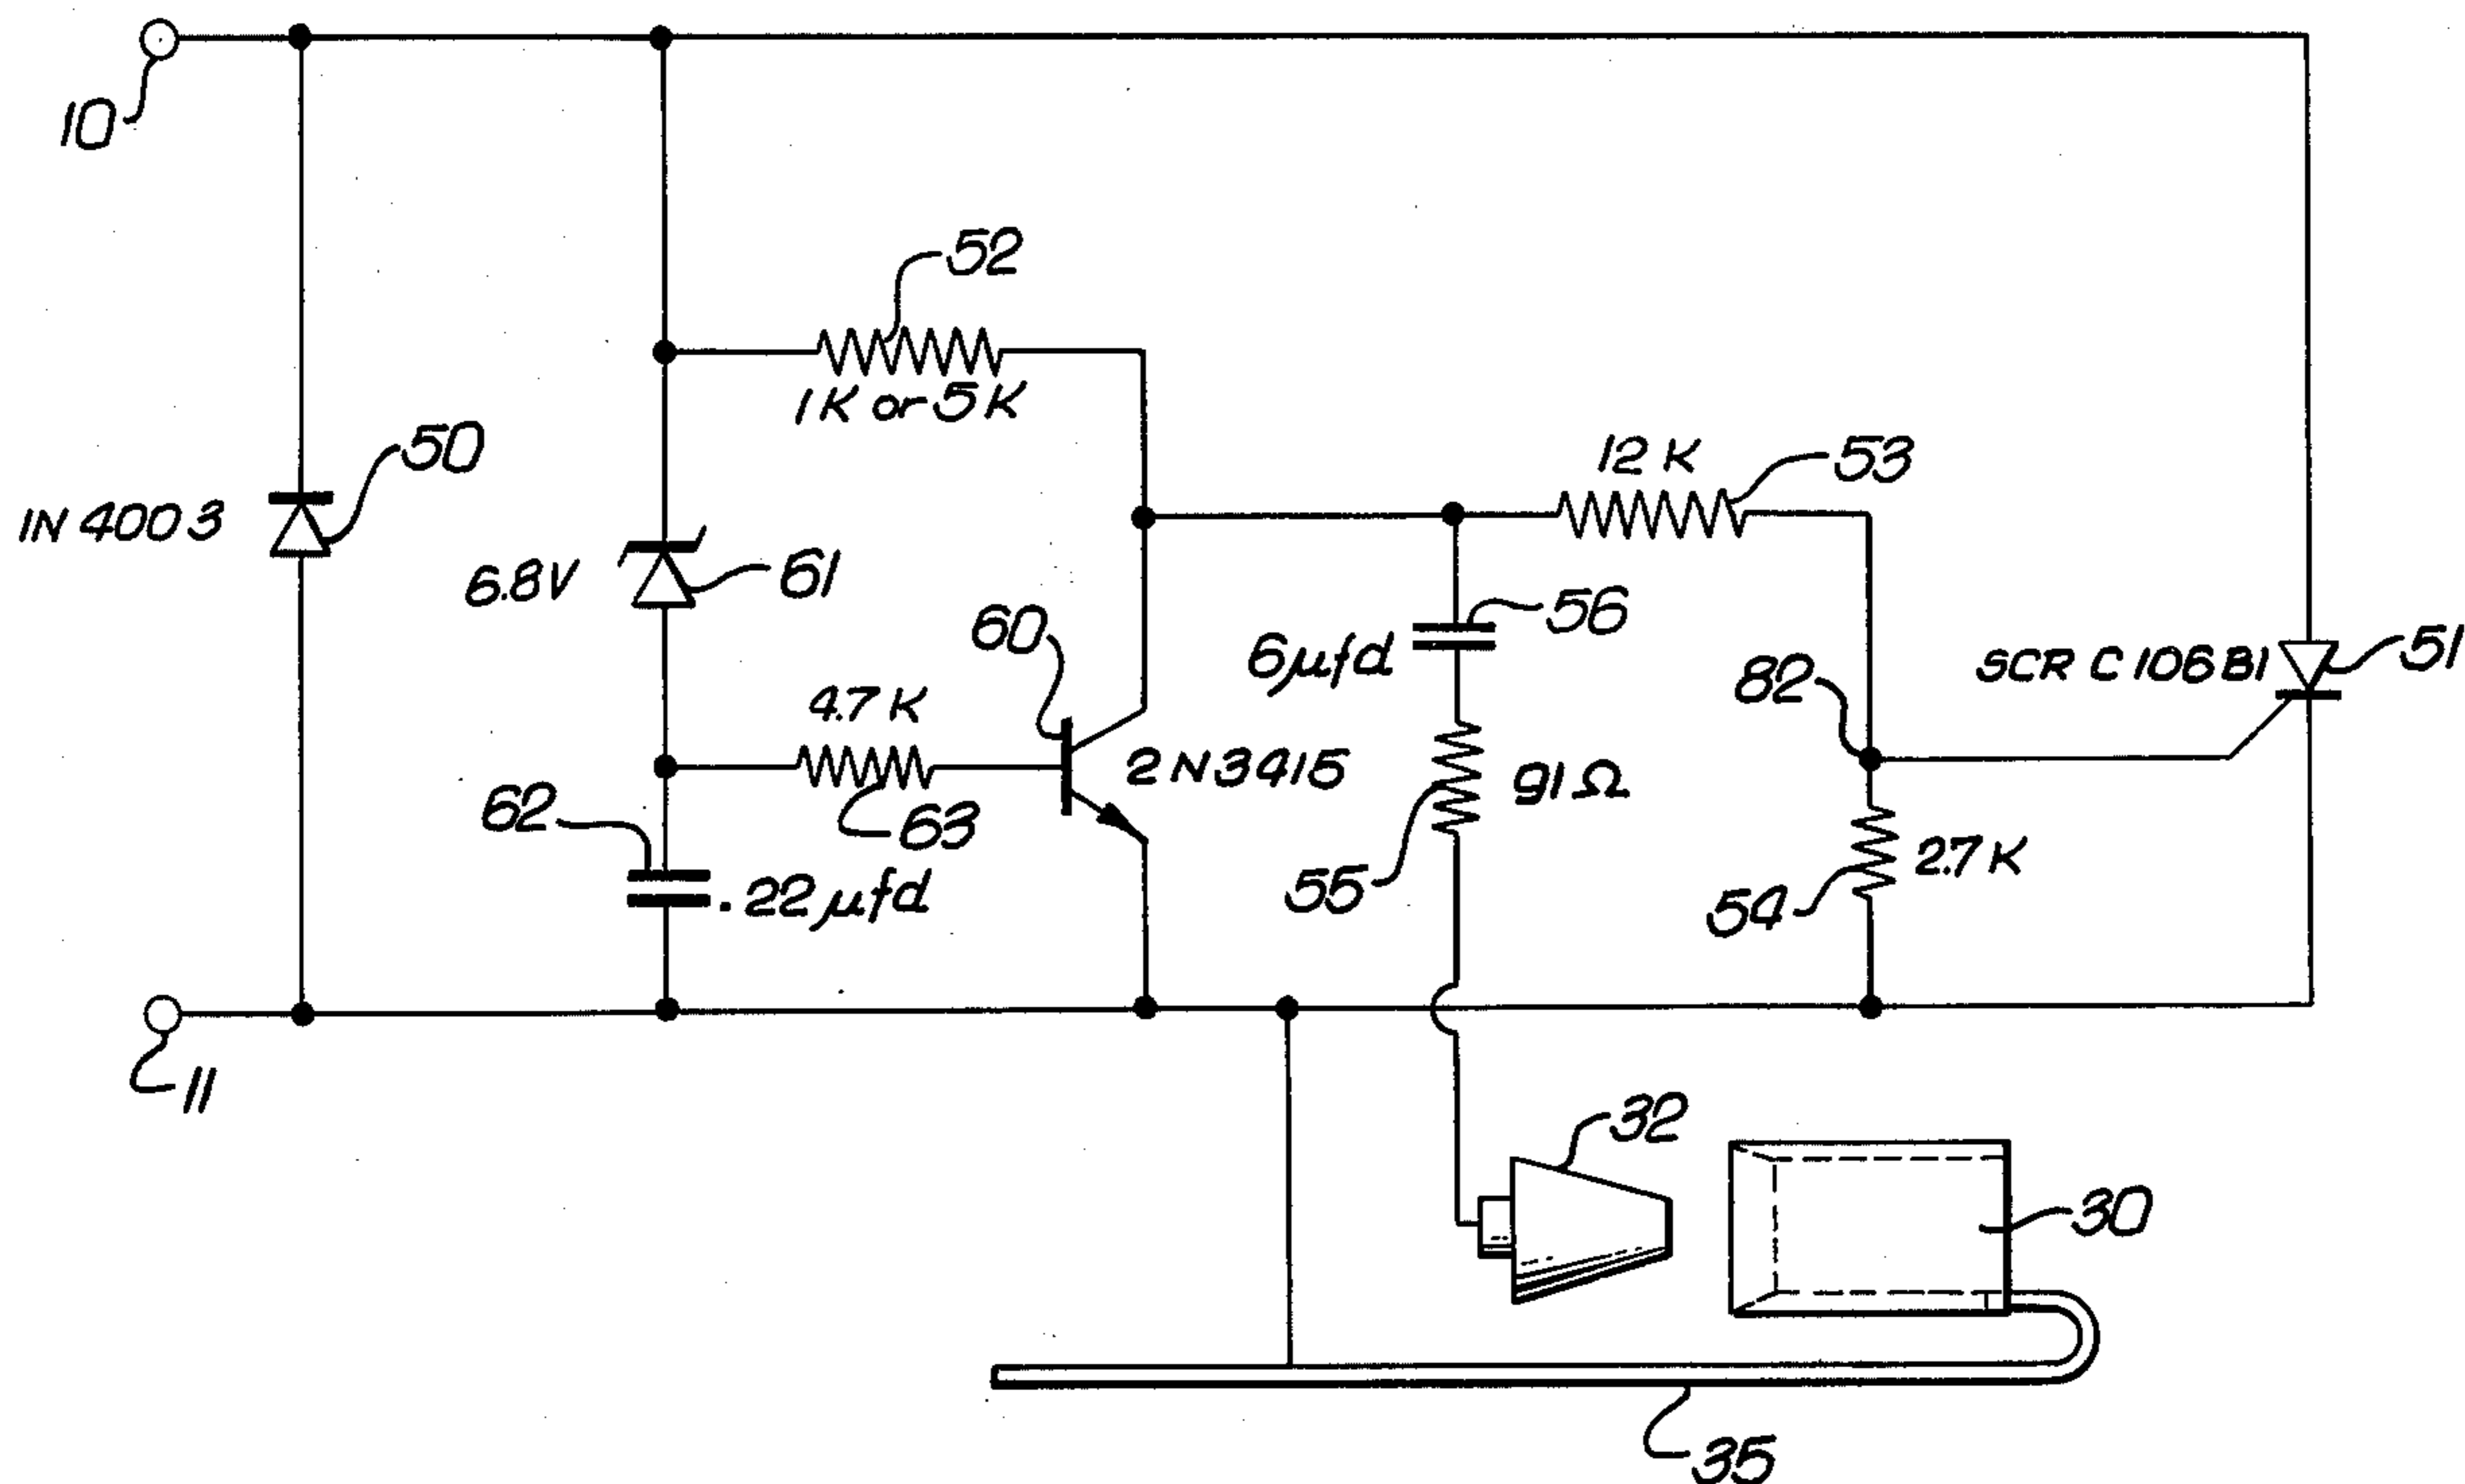 10
52
1K or 5K
50
IN 4003
12 K
53
6.8V
61
60
6µfd
56
82
SCR C106B1
51
4.7 K
2N3415
91Ω
62
63
.22µfd
55
54
2.7K
11
32
30
35